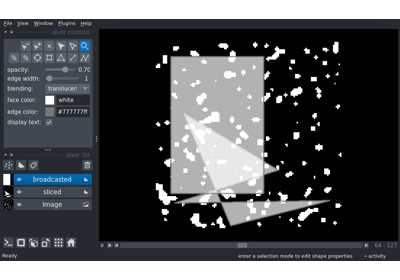 File View Window Plugins Help
layer controls
opacity: 0.70
edge width: 1
blending: translucen
face color: white
edge color: #777777ff
display text:
layer list
broadcasted
sliced
Image
64 127
Ready enter a selection mode to edit shape properties activity